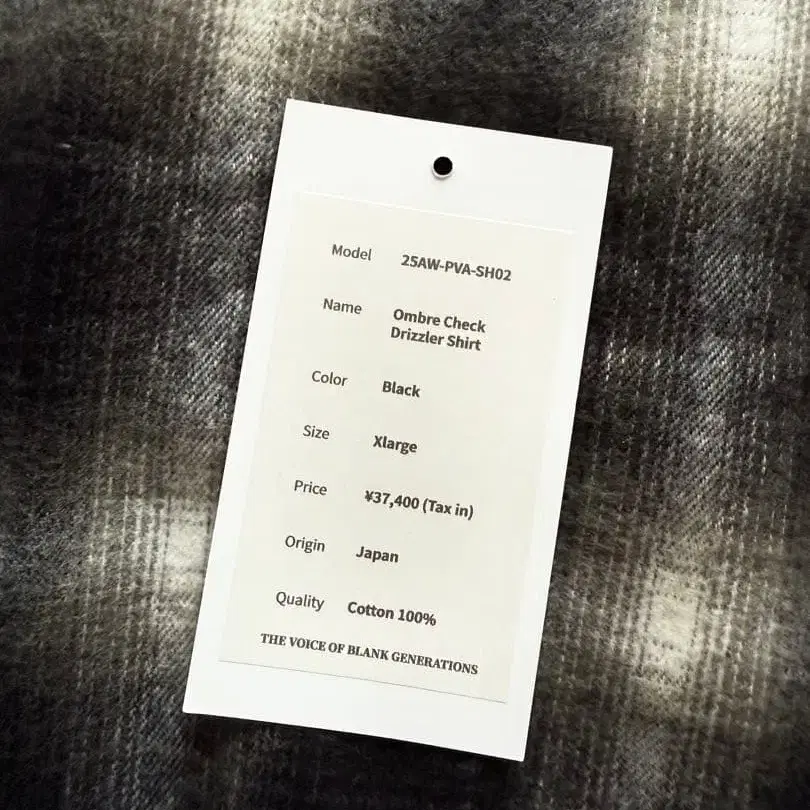 Model 25AW-PVA-SH02
Name Ombre Check
Drizzler Shirt
Color Black
Size Xlarge
Price ¥37,400 (Tax in)
Origin Japan
Quality Cotton 100%
THE VOICE OF BLANK GENERATIONS